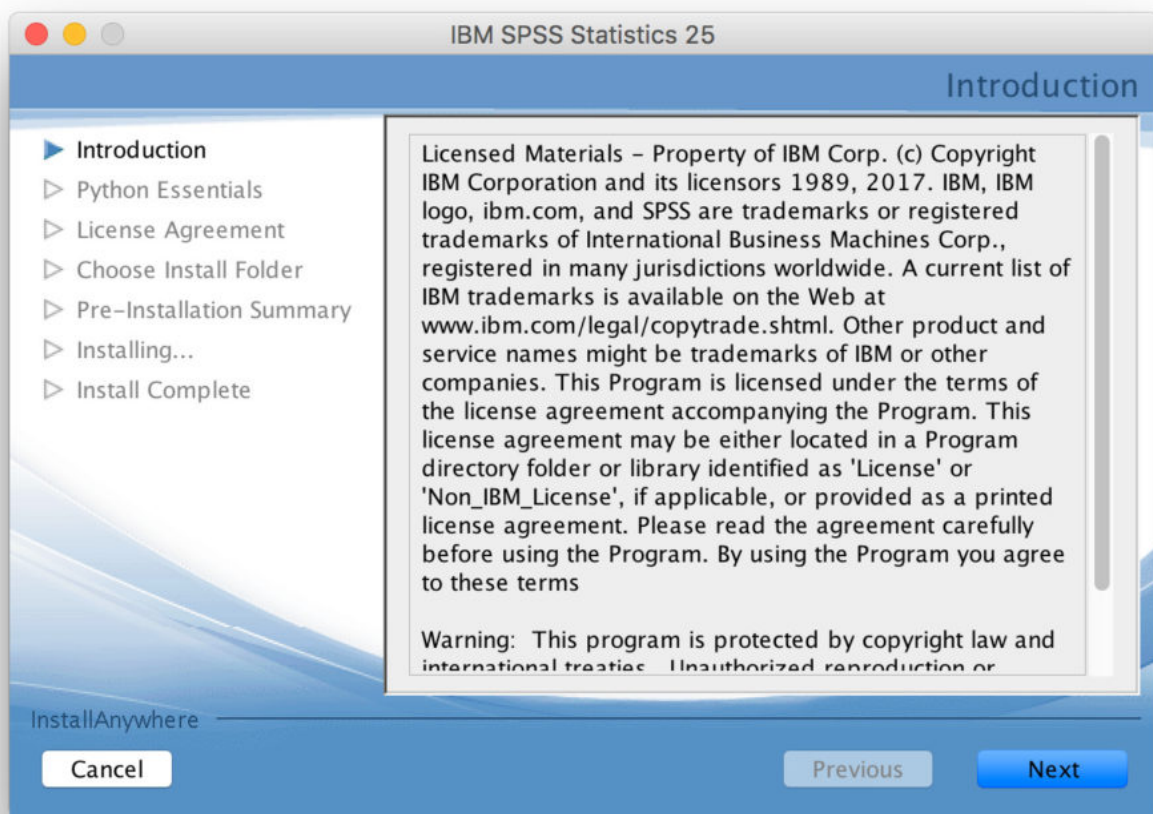 IBM SPSS Statistics 25
Introduction
Introduction
Python Essentials
License Agreement
Choose Install Folder
Pre-Installation Summary
Installing...
Install Complete
Licensed Materials – Property of IBM Corp. (c) Copyright
IBM Corporation and its licensors 1989, 2017. IBM, IBM
logo, ibm.com, and SPSS are trademarks or registered
trademarks of International Business Machines Corp.,
registered in many jurisdictions worldwide. A current list of
IBM trademarks is available on the Web at
www.ibm.com/legal/copytrade.shtml. Other product and
service names might be trademarks of IBM or other
companies. This Program is licensed under the terms of
the license agreement accompanying the Program. This
license agreement may be either located in a Program
directory folder or library identified as 'License' or
'Non_IBM_License', if applicable, or provided as a printed
license agreement. Please read the agreement carefully
before using the Program. By using the Program you agree
to these terms
Warning: This program is protected by copyright law and
international treaties. Unauthorized reproduction or
InstallAnywhere
Cancel
Previous
Next